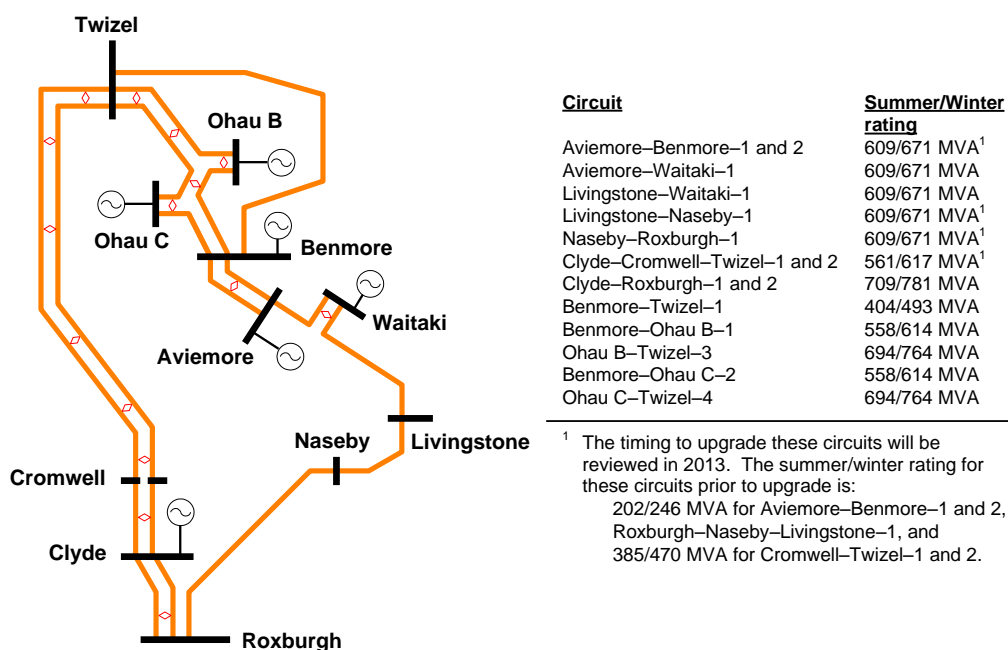 Twizel
Ohau B
Ohau C
Benmore
Waitaki
Aviemore
Naseby
Livingstone
Cromwell
Clyde
Roxburgh
Circuit Summer/Winter
rating
Aviemore–Benmore–1 and 2 609/671 MVA¹
Aviemore–Waitaki–1 609/671 MVA
Livingstone–Waitaki–1 609/671 MVA
Livingstone–Naseby–1 609/671 MVA¹
Naseby–Roxburgh–1 609/671 MVA¹
Clyde–Cromwell–Twizel–1 and 2 561/617 MVA¹
Clyde–Roxburgh–1 and 2 709/781 MVA
Benmore–Twizel–1 404/493 MVA
Benmore–Ohau B–1 558/614 MVA
Ohau B–Twizel–3 694/764 MVA
Benmore–Ohau C–2 558/614 MVA
Ohau C–Twizel–4 694/764 MVA
¹ The timing to upgrade these circuits will be
reviewed in 2013. The summer/winter rating for
these circuits prior to upgrade is:
202/246 MVA for Aviemore–Benmore–1 and 2,
Roxburgh–Naseby–Livingstone–1, and
385/470 MVA for Cromwell–Twizel–1 and 2.